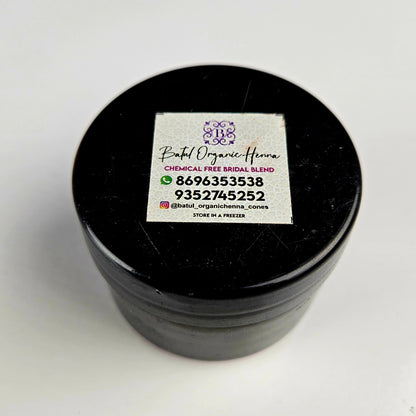 B
Batul Organic Henna
CHEMICAL FREE BRIDAL BLEND
8696353538
9352745252
@batul_organichenna_cones
STORE IN A FREEZER